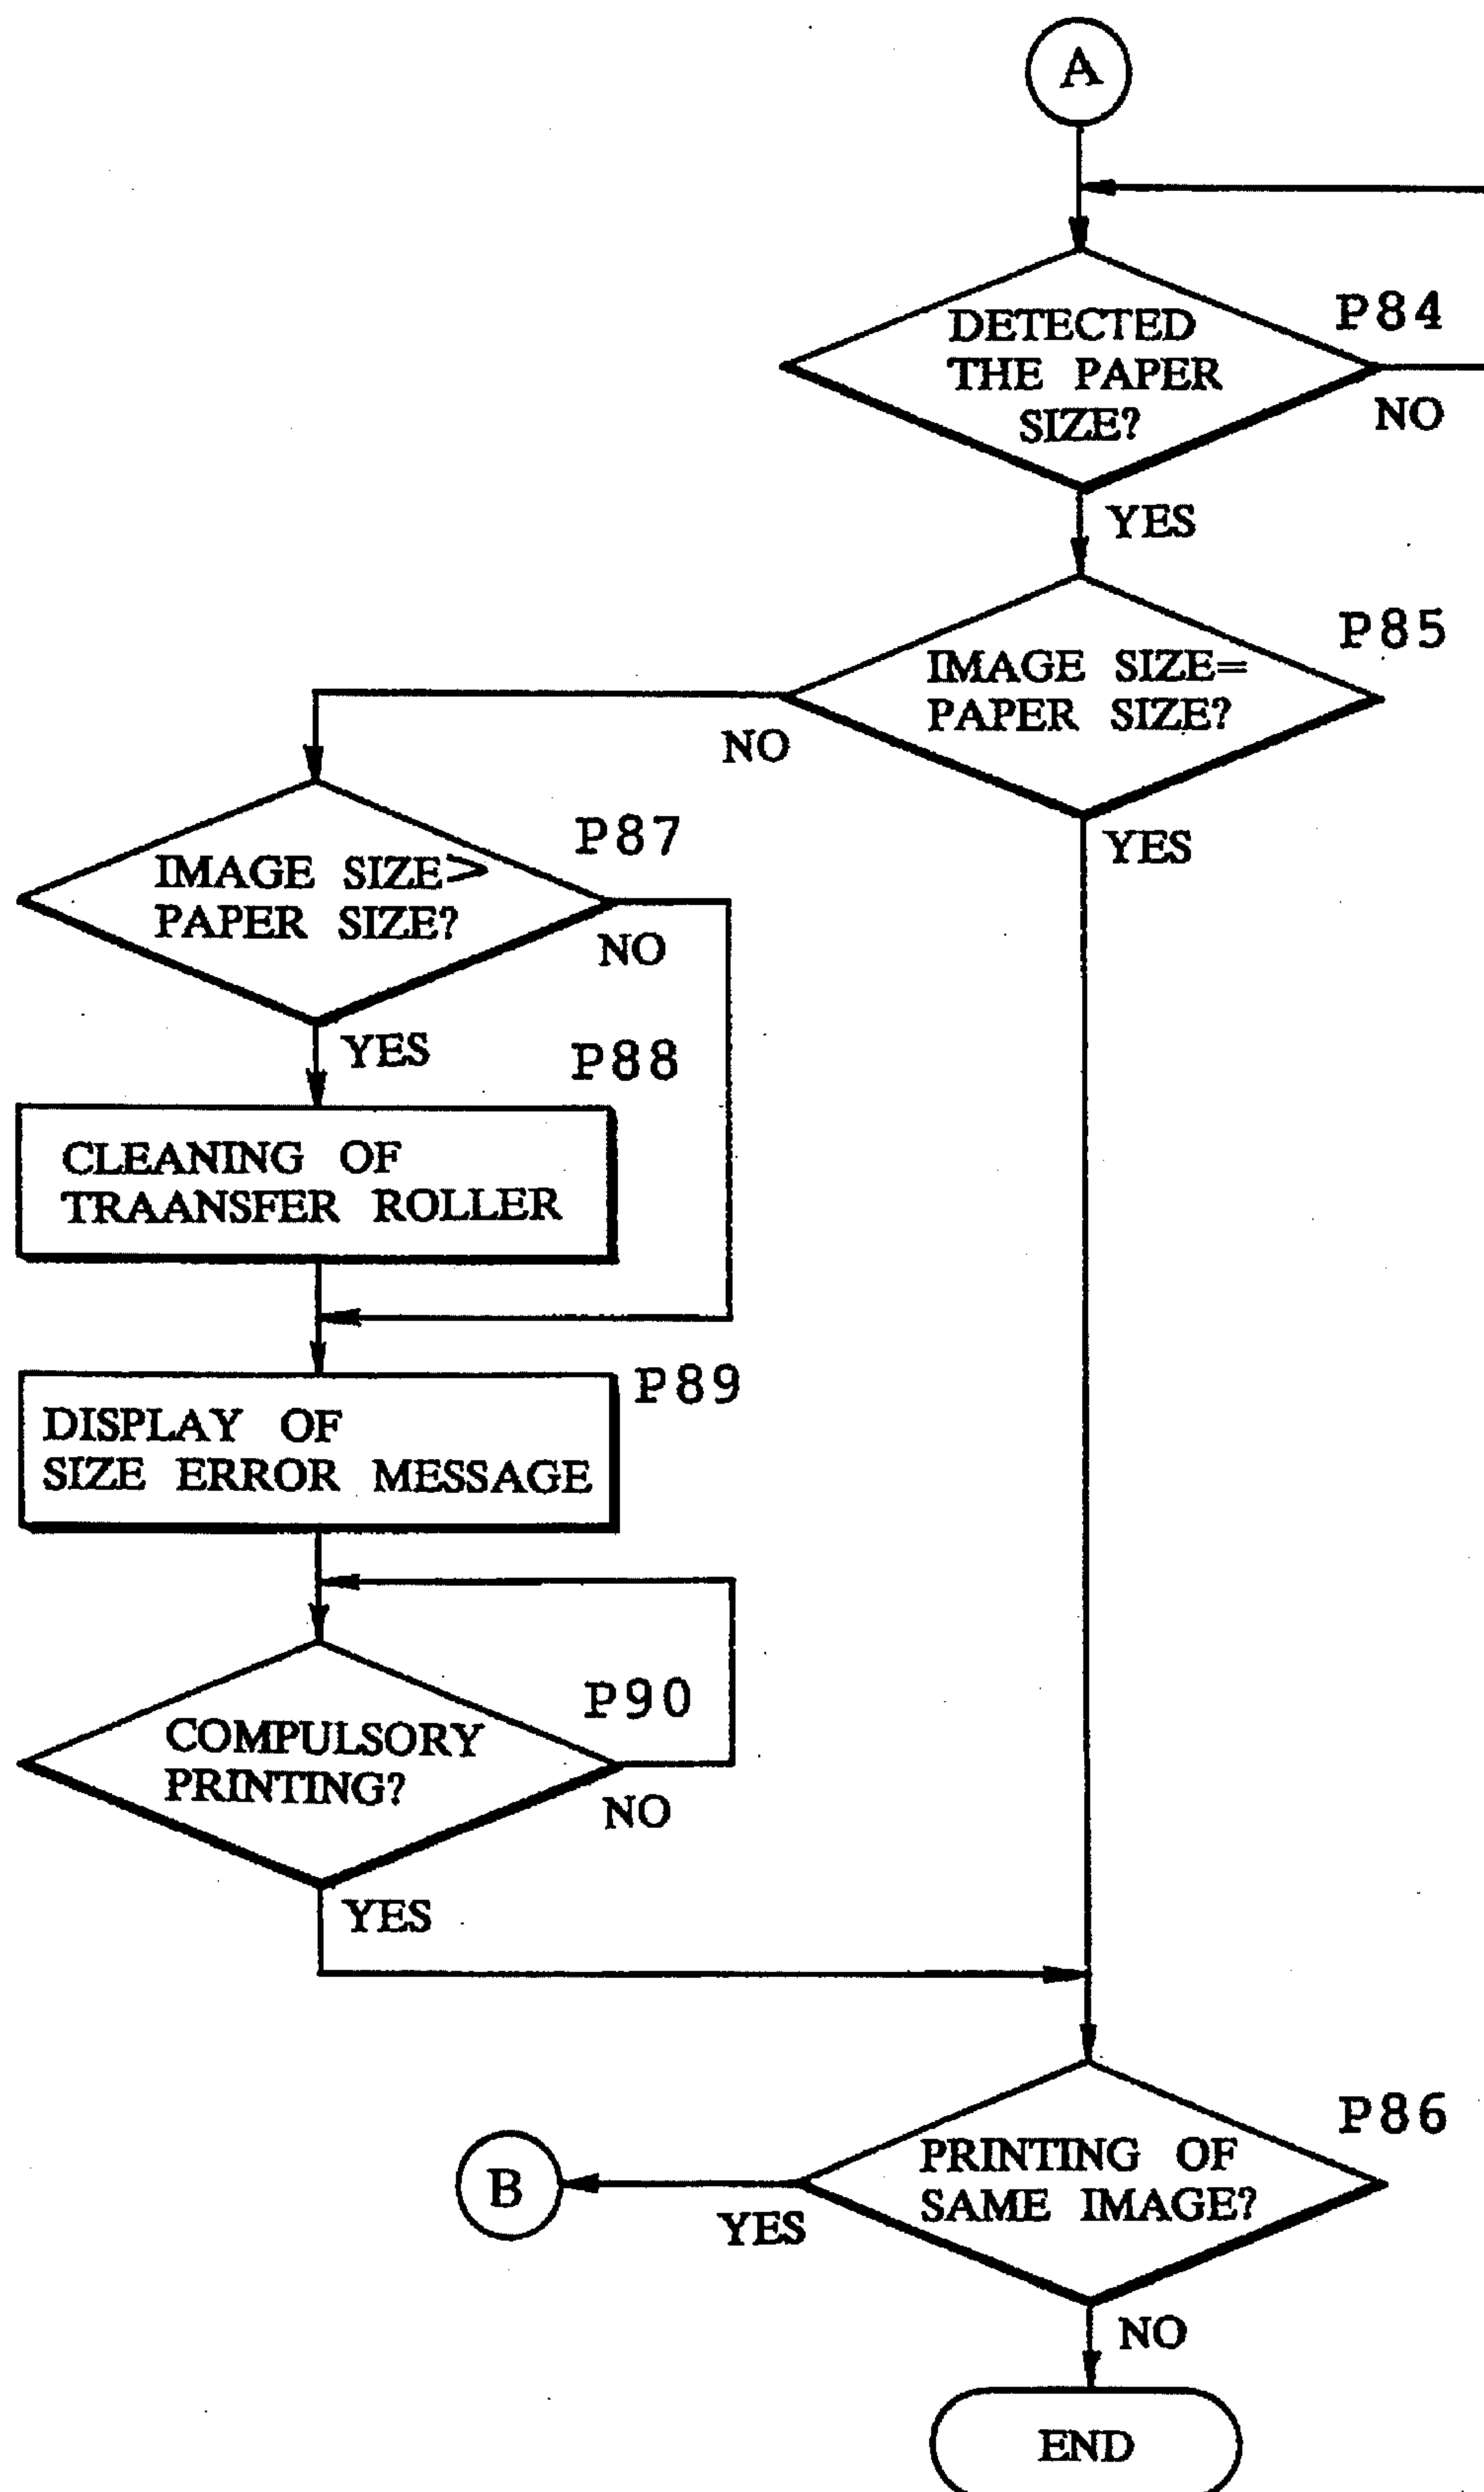 A
P84
DETECTED
THE PAPER
SIZE?
NO
YES
P85
IMAGE SIZE=
PAPER SIZE?
NO
YES
P87
IMAGE SIZE>
PAPER SIZE?
NO
YES
P88
CLEANING OF
TRAANSFER ROLLER
P89
DISPLAY OF
SIZE ERROR MESSAGE
P90
COMPULSORY
PRINTING?
NO
YES
P86
PRINTING OF
SAME IMAGE?
B
YES
NO
END